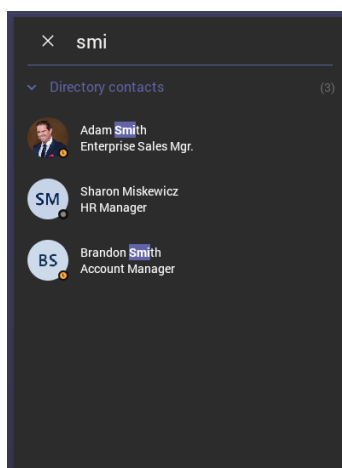 smi
Directory contacts (3)
Adam Smith
Enterprise Sales Mgr.
SM
Sharon Miskewicz
HR Manager
BS
Brandon Smith
Account Manager